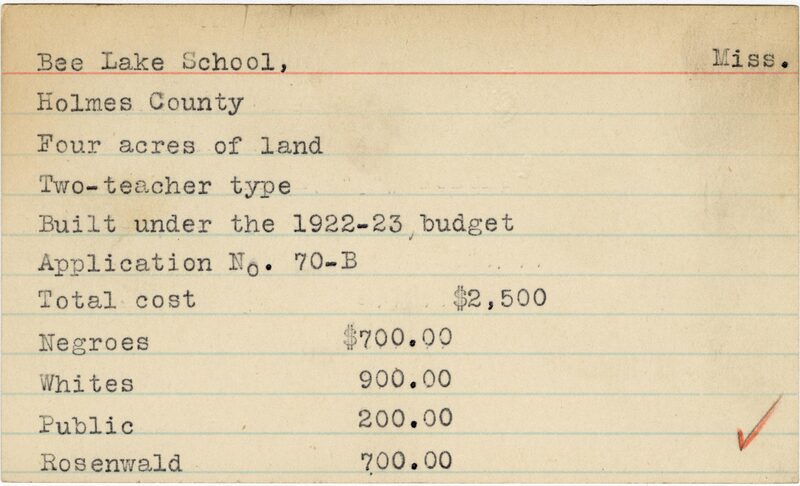 Bee Lake School, Miss.
Holmes County
Four acres of land
Two-teacher type
Built under the 1922-23 budget
Application No. 70-B
Total cost $2,500
Negroes $700.00
Whites 900.00
Public 200.00
Rosenwald 700.00